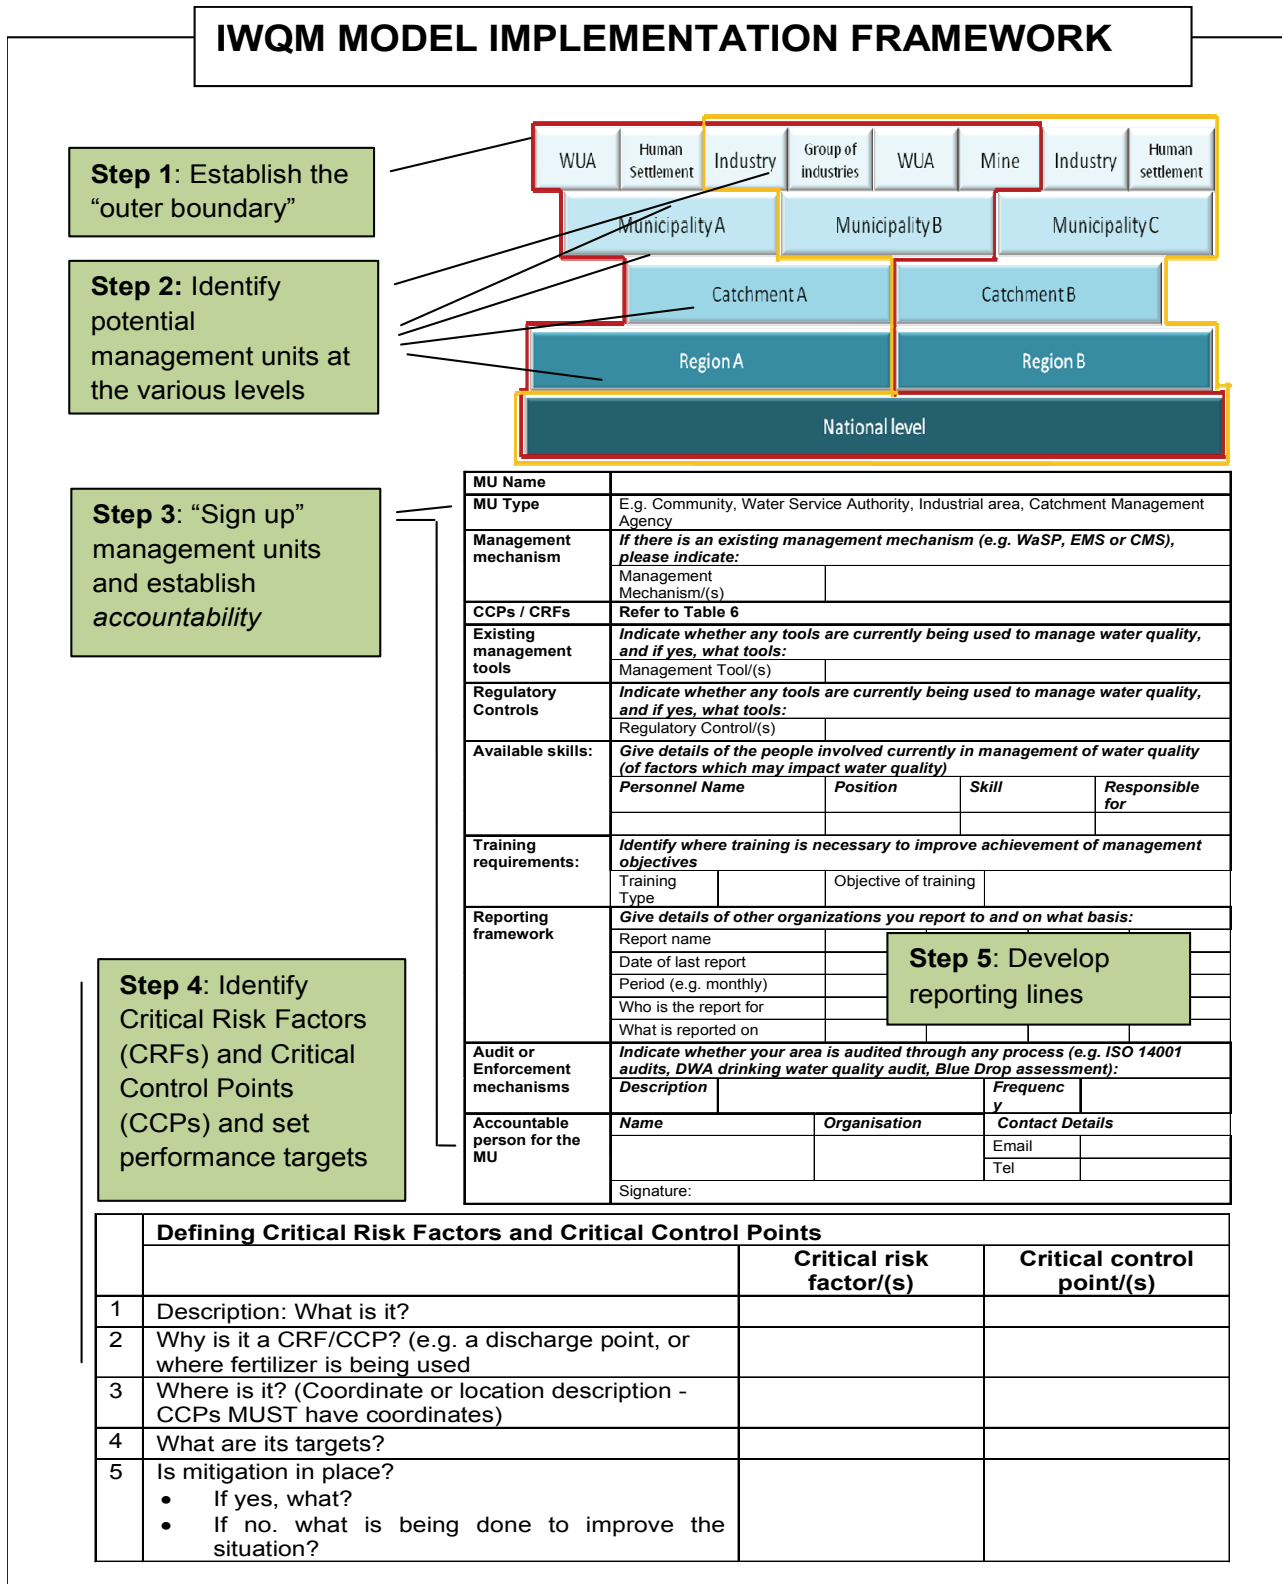 IWQM MODEL IMPLEMENTATION FRAMEWORK
Step 1: Establish the
“outer boundary”
WUA
Human
Settlement
Industry
Group of
industries
WUA
Mine
Industry
Human
settlement
Municipality A
Municipality B
Municipality C
Step 2: Identify
potential
management units at
the various levels
Catchment A
Catchment B
Region A
Region B
National level
Step 3: “Sign up”
management units
and establish
accountability
MU Name
MU Type
E.g. Community, Water Service Authority, Industrial area, Catchment Management
Agency
Management
mechanism
If there is an existing management mechanism (e.g. WaSP, EMS or CMS),
please indicate:
Management
Mechanism/(s)
CCPs / CRFs
Refer to Table 6
Existing
management
tools
Indicate whether any tools are currently being used to manage water quality,
and if yes, what tools:
Management Tool/(s)
Regulatory
Controls
Indicate whether any tools are currently being used to manage water quality,
and if yes, what tools:
Regulatory Control/(s)
Available skills:
Give details of the people involved currently in management of water quality
(of factors which may impact water quality)
Personnel Name
Position
Skill
Responsible
for
Training
requirements:
Identify where training is necessary to improve achievement of management
objectives
Training
Type
Objective of training
Reporting
framework
Give details of other organizations you report to and on what basis:
Report name
Date of last report
Period (e.g. monthly)
Who is the report for
What is reported on
Step 5: Develop
reporting lines
Step 4: Identify
Critical Risk Factors
(CRFs) and Critical
Control Points
(CCPs) and set
performance targets
Audit or
Enforcement
mechanisms
Indicate whether your area is audited through any process (e.g. ISO 14001
audits, DWA drinking water quality audit, Blue Drop assessment):
Description
Frequenc
y
Accountable
person for the
MU
Name
Organisation
Contact Details
Email
Tel
Signature:
Defining Critical Risk Factors and Critical Control Points
Critical risk
factor/(s)
Critical control
point/(s)
1 Description: What is it?
2 Why is it a CRF/CCP? (e.g. a discharge point, or
where fertilizer is being used
3 Where is it? (Coordinate or location description -
CCPs MUST have coordinates)
4 What are its targets?
5 Is mitigation in place?
• If yes, what?
• If no. what is being done to improve the
situation?